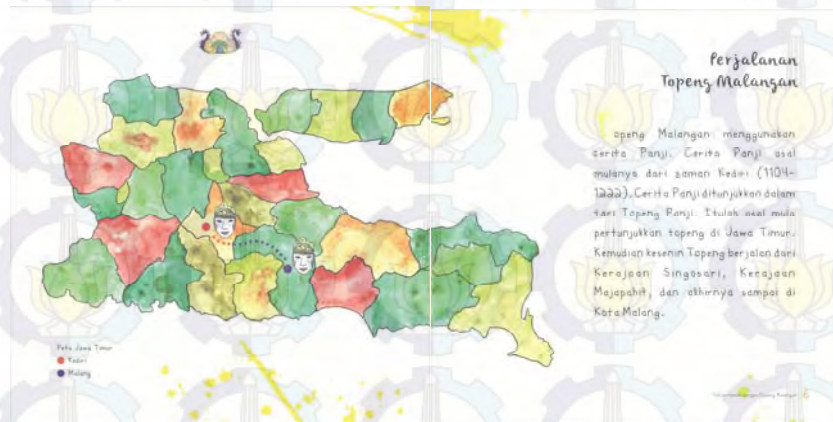 Perjalanan
Topeng Malangan
Topeng Malangan menggunakan
cerita Panji. Cerita Panji asal
mulanya dari zaman Kediri (1104-
1222). Cerita Panji ditunjukkan dalam
tari Topeng Panji. Itulah asal mula
pertunjukkan topeng di Jawa Timur.
Kemudian kesenin Topeng berjalan dari
Kerajaan Singosari, Kerajaan
Majapahit, dan akhirnya sampai di
Kota Malang.
Peta Jawa Timur
Kediri
Malang
6